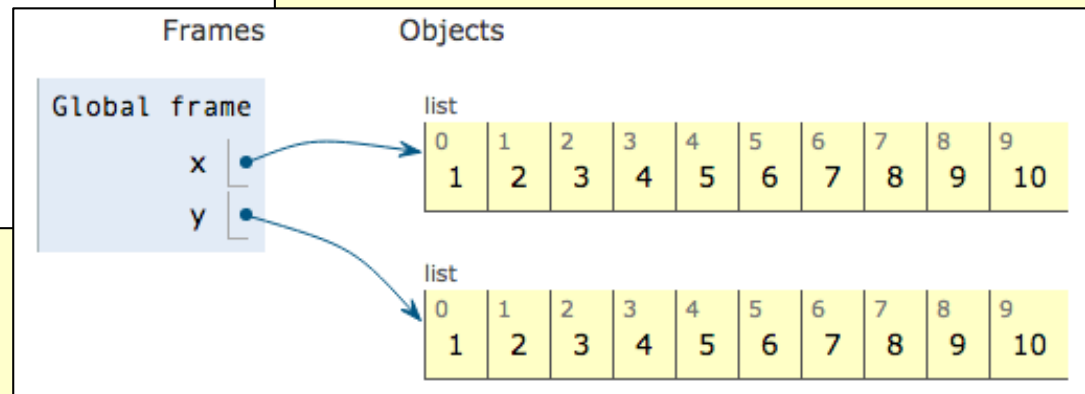 Frames Objects
Global frame
x
y
list
0 1 2 3 4 5 6 7 8 9
1 2 3 4 5 6 7 8 9 10
list
0 1 2 3 4 5 6 7 8 9
1 2 3 4 5 6 7 8 9 10